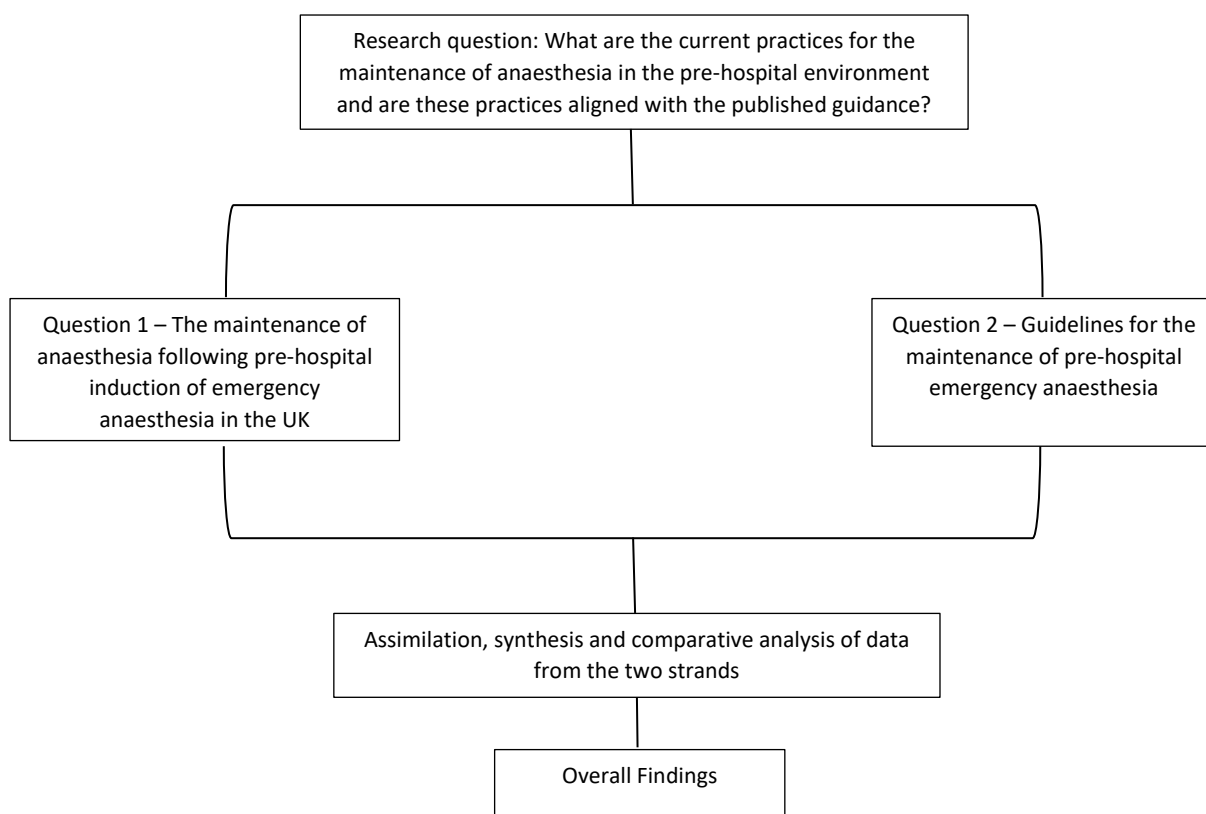 Research question: What are the current practices for the
maintenance of anaesthesia in the pre-hospital environment
and are these practices aligned with the published guidance?
Question 1 – The maintenance of
anaesthesia following pre-hospital
induction of emergency
anaesthesia in the UK
Question 2 – Guidelines for the
maintenance of pre-hospital
emergency anaesthesia
Assimilation, synthesis and comparative analysis of data
from the two strands
Overall Findings